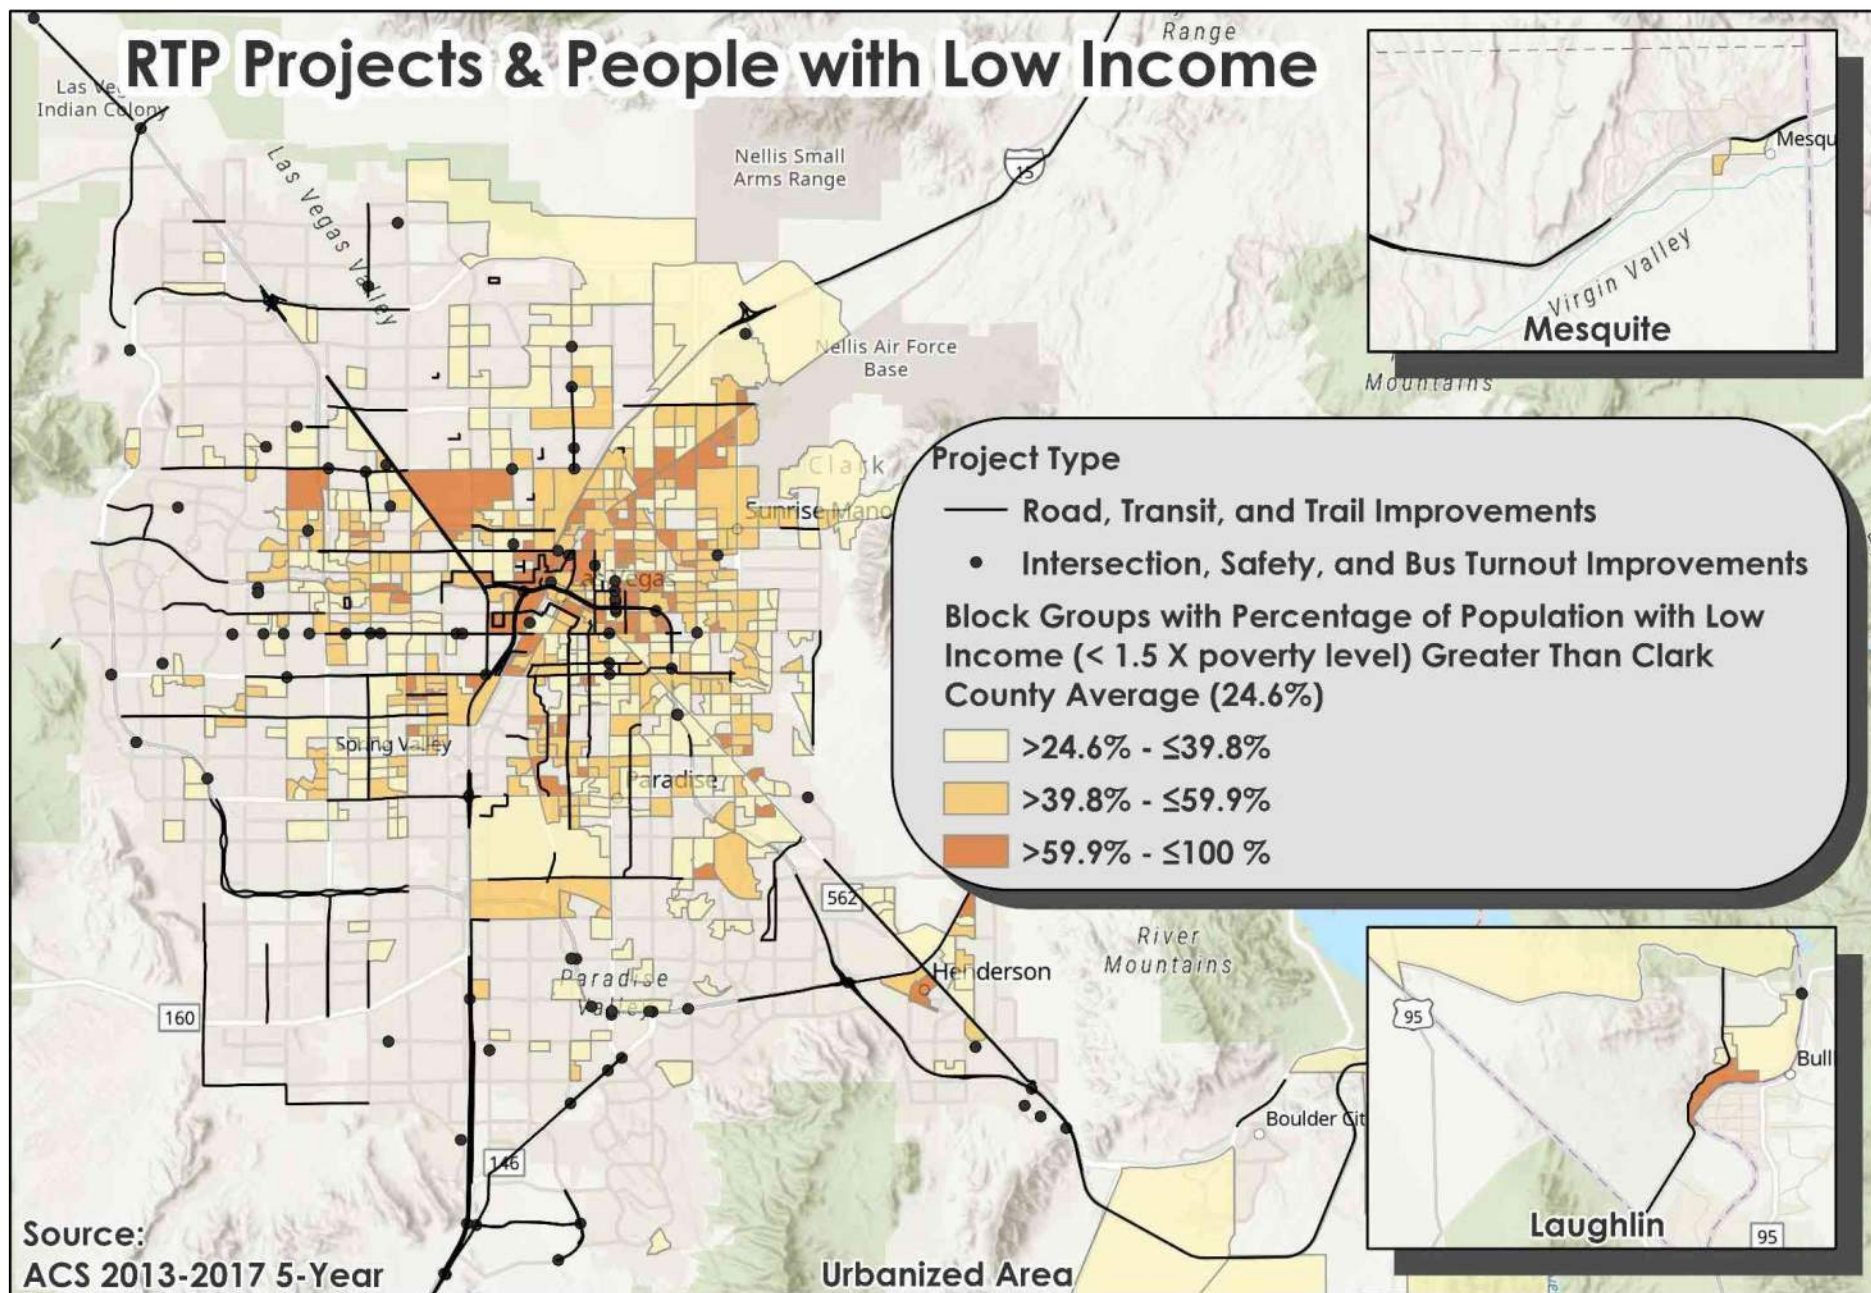 RTP Projects & People with Low Income
Range
Las Ve
Indian Colony
Las Vegas Valley
Nellis Small
Arms Range
15
Nellis Air Force
Base
Mesqu
Virgin Valley
Mesquite
Mountains
Clark
Sunrise Mano
Project Type
Road, Transit, and Trail Improvements
Intersection, Safety, and Bus Turnout Improvements
Block Groups with Percentage of Population with Low
Income (< 1.5 X poverty level) Greater Than Clark
County Average (24.6%)
>24.6% - ≤39.8%
>39.8% - ≤59.9%
>59.9% - ≤100 %
Spring Valley
Paradise
562
Henderson
River
Mountains
Paradise
Valley
160
146
Boulder Cit
95
Bull
Laughlin
95
Source:
ACS 2013-2017 5-Year
Urbanized Area